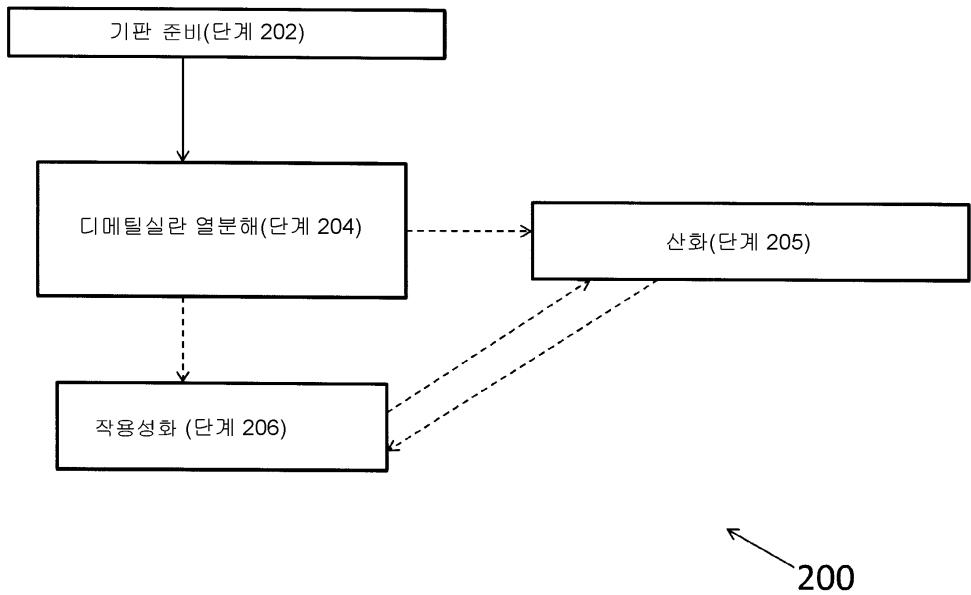 기판 준비(단계 202)
디메틸실란 열분해(단계 204)
산화(단계 205)
작용성화 (단계 206)
200